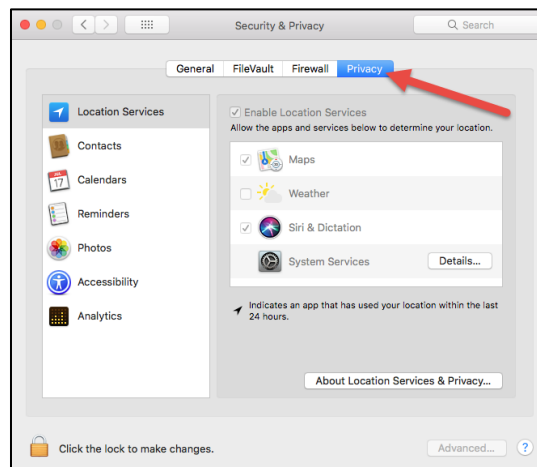 Security & Privacy
Search
General FileVault Firewall Privacy
Location Services
Contacts
Calendars
Reminders
Photos
Accessibility
Analytics
Enable Location Services
Allow the apps and services below to determine your location.
Maps
Weather
Siri & Dictation
System Services Details...
Indicates an app that has used your location within the last
24 hours.
About Location Services & Privacy...
Click the lock to make changes.
Advanced... ?